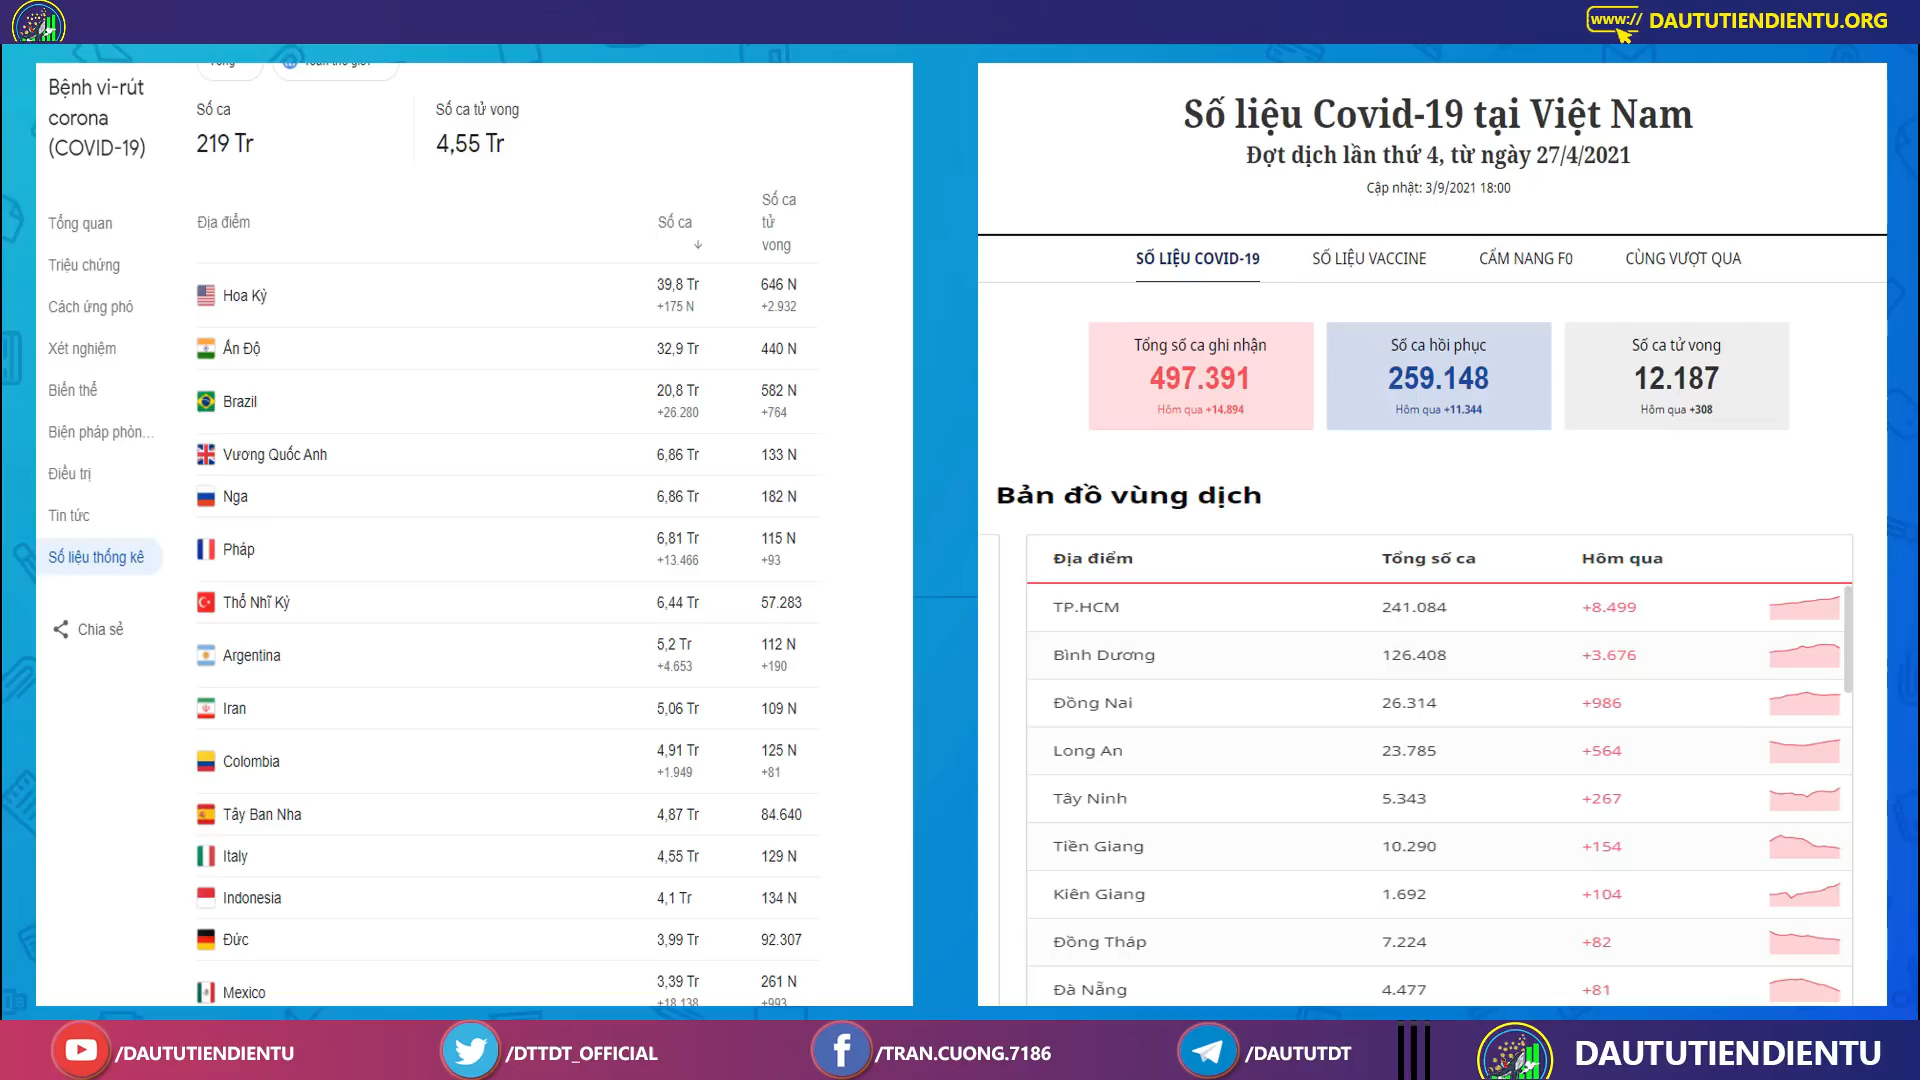 www:// DAUTUTIENDIENTU.ORG
Bệnh vi-rút
corona
(COVID-19)
Số ca
219 Tr
Số ca tử vong
4,55 Tr
Tổng quan
Triệu chứng
Cách ứng phó
Xét nghiệm
Biến thể
Biện pháp phòn...
Điều trị
Tin tức
Số liệu thống kê
Chia sẻ
Địa điểm
Số ca
Số ca
tử
vong
Hoa Kỳ
39,8 Tr
646 N
+175 N
+2.932
Ấn Độ
32,9 Tr
440 N
Brazil
20,8 Tr
582 N
+26.280
+764
Vương Quốc Anh
6,86 Tr
133 N
Nga
6,86 Tr
182 N
Pháp
6,81 Tr
115 N
+13.466
+93
Thổ Nhĩ Kỳ
6,44 Tr
57.283
Argentina
5,2 Tr
112 N
+4.653
+190
Iran
5,06 Tr
109 N
Colombia
4,91 Tr
125 N
+1.949
+81
Tây Ban Nha
4,87 Tr
84.640
Italy
4,55 Tr
129 N
Indonesia
4,1 Tr
134 N
Đức
3,99 Tr
92.307
Mexico
3,39 Tr
261 N
+18.138
+993
Số liệu Covid-19 tại Việt Nam
Đợt dịch lần thứ 4, từ ngày 27/4/2021
Cập nhật: 3/9/2021 18:00
SỐ LIỆU COVID-19
SỐ LIỆU VACCINE
CẨM NANG F0
CÙNG VƯỢT QUA
Tổng số ca ghi nhận
497.391
Hôm qua +14.894
Số ca hồi phục
259.148
Hôm qua +11.344
Số ca tử vong
12.187
Hôm qua +308
Bản đồ vùng dịch
Địa điểm
Tổng số ca
Hôm qua
TP.HCM
241.084
+8.499
Bình Dương
126.408
+3.676
Đồng Nai
26.314
+986
Long An
23.785
+564
Tây Ninh
5.343
+267
Tiền Giang
10.290
+154
Kiên Giang
1.692
+104
Đồng Tháp
7.224
+82
Đà Nẵng
4.477
+81
/DAUTUTIENDIENTU
/DTTDT_OFFICIAL
/TRAN.CUONG.7186
/DAUTUTDT
DAUTUTIENDIENTU